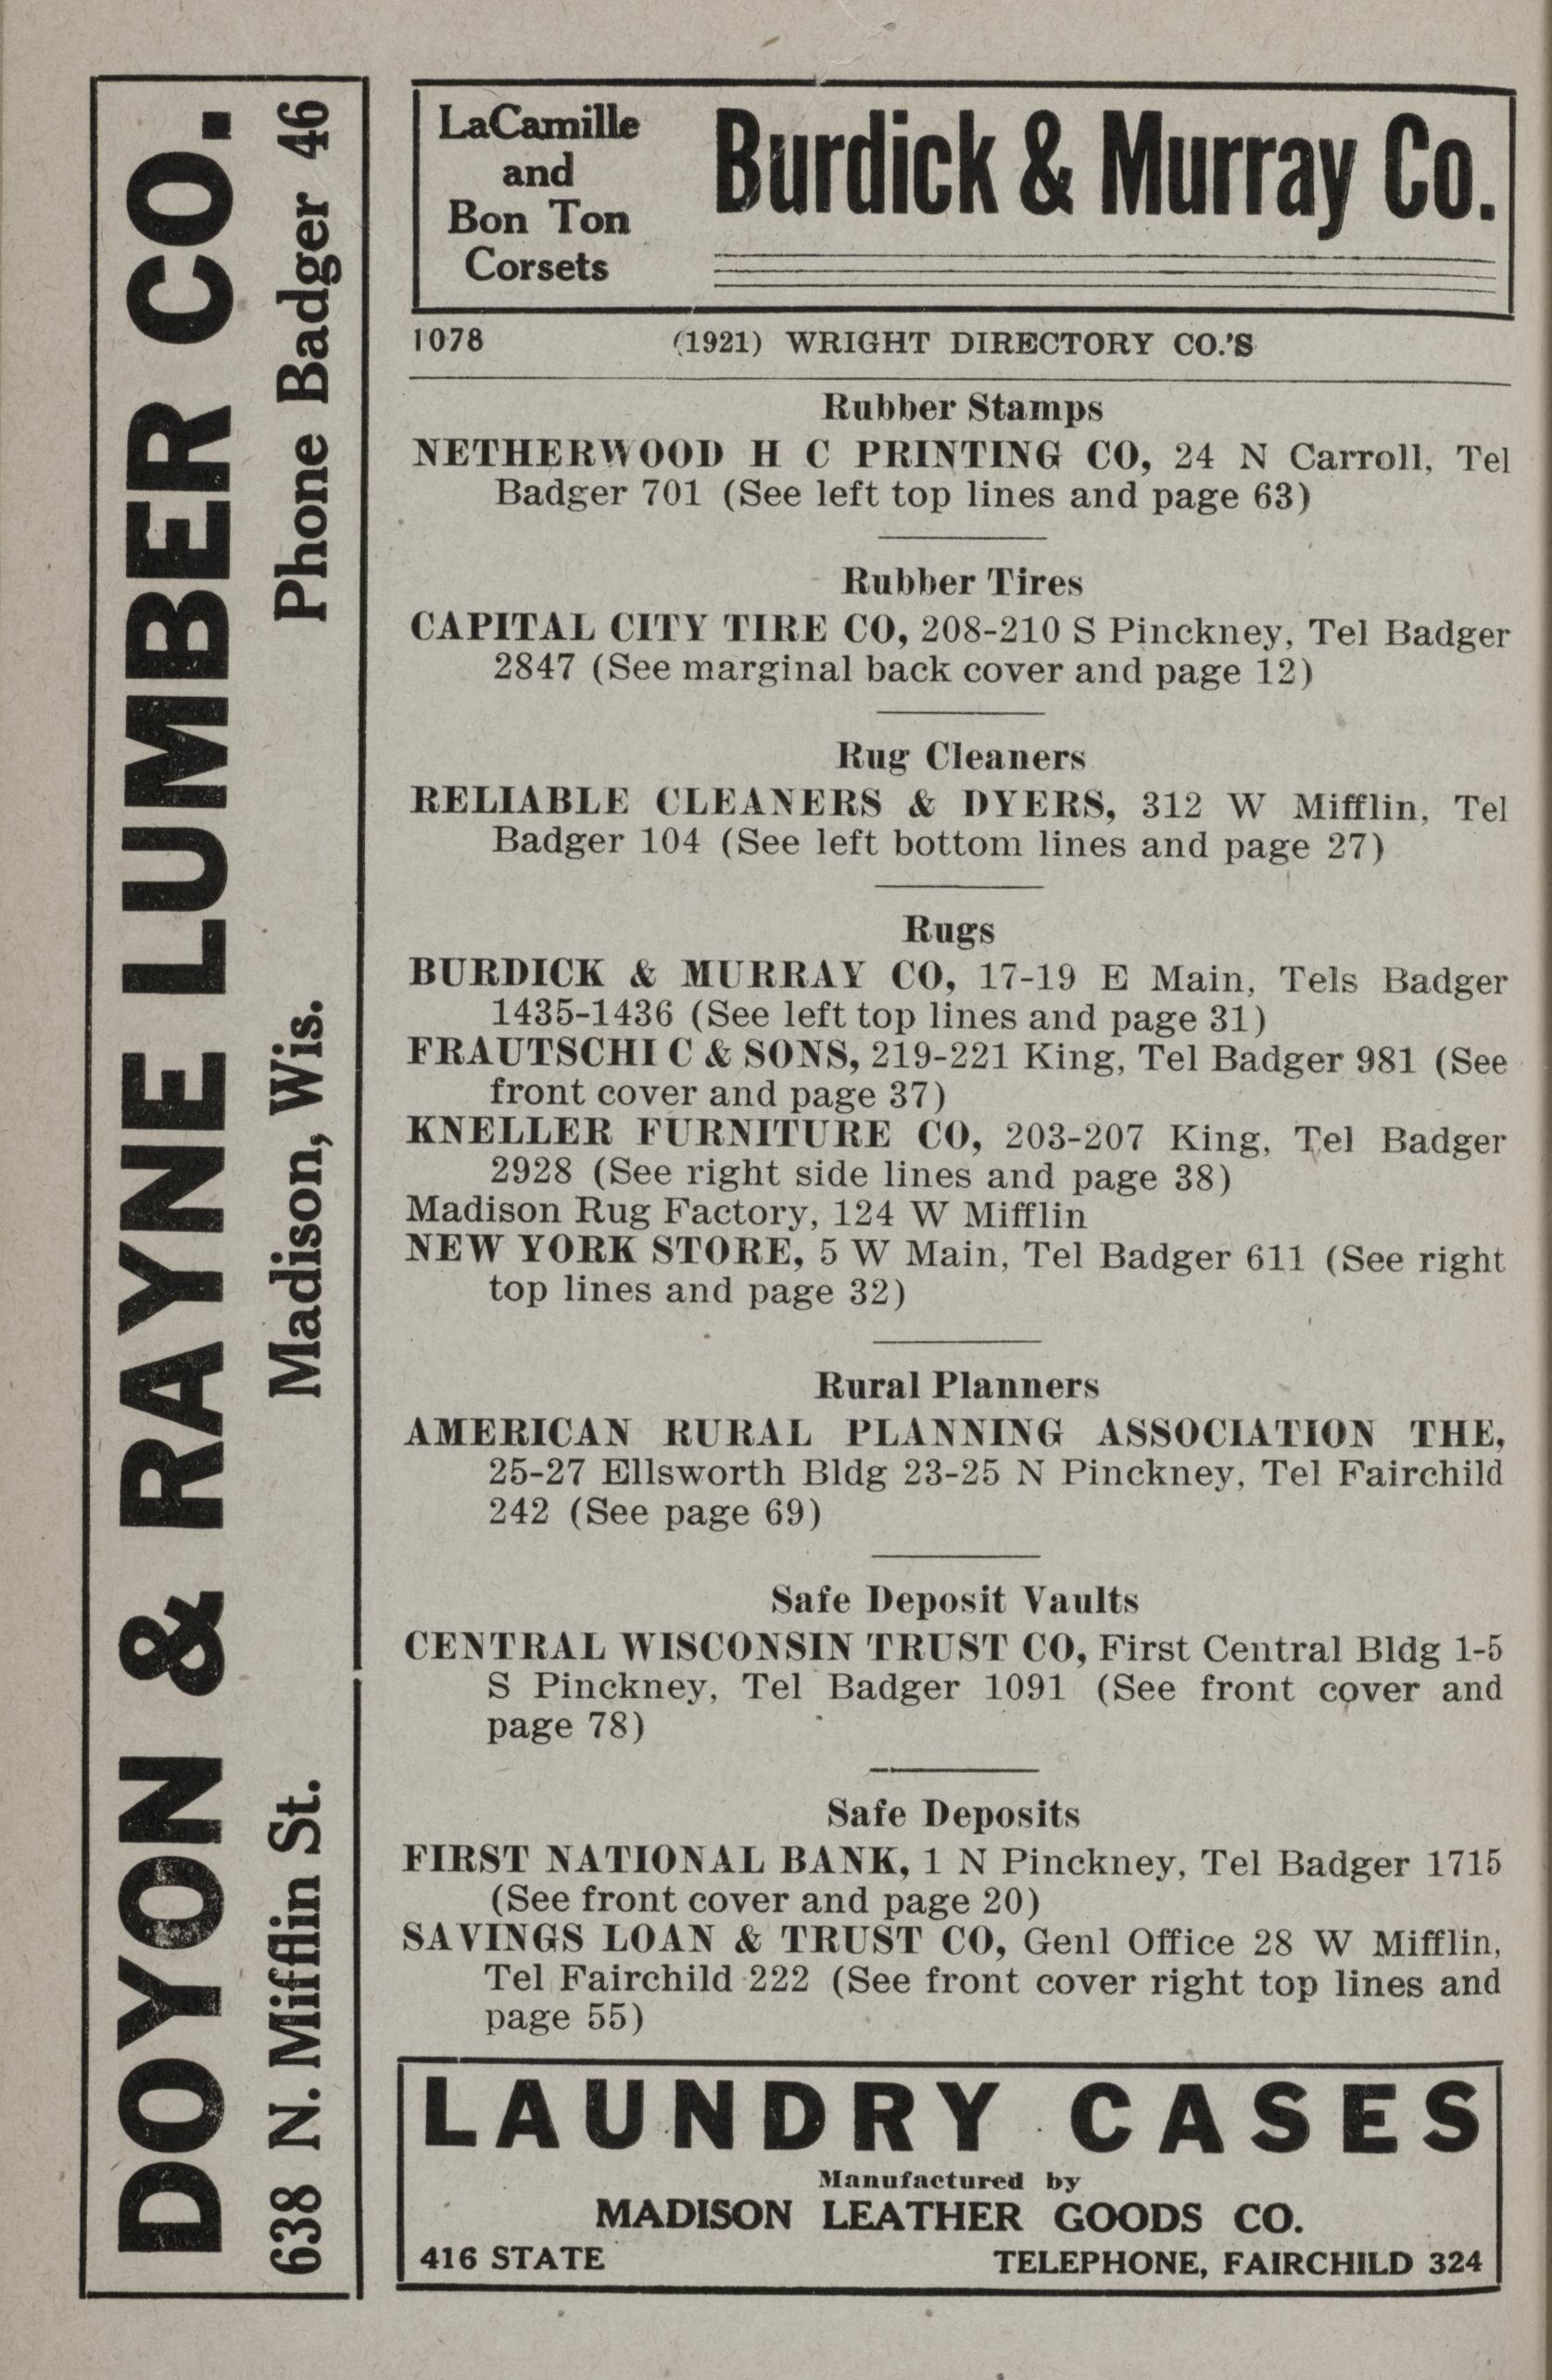 DOYON & RAYNE LUMBER CO.
638 N. Mifflin St. Madison, Wis. Phone Badger 46
LaCamille
and
Bon Ton
Corsets
Burdick & Murray Co.
1078 (1921) WRIGHT DIRECTORY CO.'S
Rubber Stamps
NETHERWOOD H C PRINTING CO, 24 N Carroll, Tel
Badger 701 (See left top lines and page 63)
Rubber Tires
CAPITAL CITY TIRE CO, 208-210 S Pinckney, Tel Badger
2847 (See marginal back cover and page 12)
Rug Cleaners
RELIABLE CLEANERS & DYERS, 312 W Mifflin, Tel
Badger 104 (See left bottom lines and page 27)
Rugs
BURDICK & MURRAY CO, 17-19 E Main, Tels Badger
1435-1436 (See left top lines and page 31)
FRAUTSCHI C & SONS, 219-221 King, Tel Badger 981 (See
front cover and page 37)
KNELLER FURNITURE CO, 203-207 King, Tel Badger
2928 (See right side lines and page 38)
Madison Rug Factory, 124 W Mifflin
NEW YORK STORE, 5 W Main, Tel Badger 611 (See right
top lines and page 32)
Rural Planners
AMERICAN RURAL PLANNING ASSOCIATION THE,
25-27 Ellsworth Bldg 23-25 N Pinckney, Tel Fairchild
242 (See page 69)
Safe Deposit Vaults
CENTRAL WISCONSIN TRUST CO, First Central Bldg 1-5
S Pinckney, Tel Badger 1091 (See front cover and
page 78)
Safe Deposits
FIRST NATIONAL BANK, 1 N Pinckney, Tel Badger 1715
(See front cover and page 20)
SAVINGS LOAN & TRUST CO, Genl Office 28 W Mifflin,
Tel Fairchild 222 (See front cover right top lines and
page 55)
LAUNDRY CASES
Manufactured by
MADISON LEATHER GOODS CO.
416 STATE TELEPHONE, FAIRCHILD 324